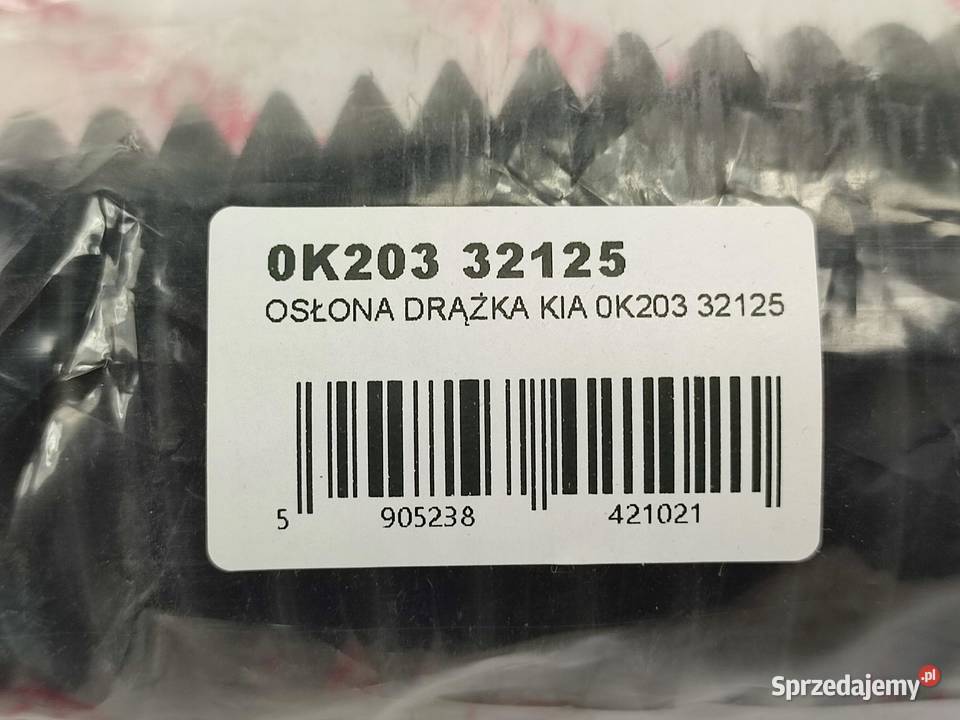 0K203 32125
OSŁONA DRĄŻKA KIA 0K203 32125
5 905238 421021
Sprzedajemy.pl